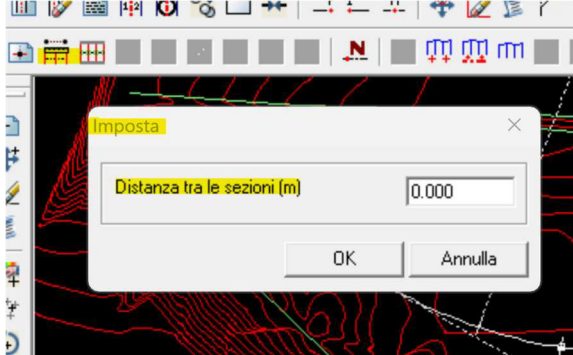 Imposta
Distanza tra le sezioni (m)
0.000
OK
Annulla
N